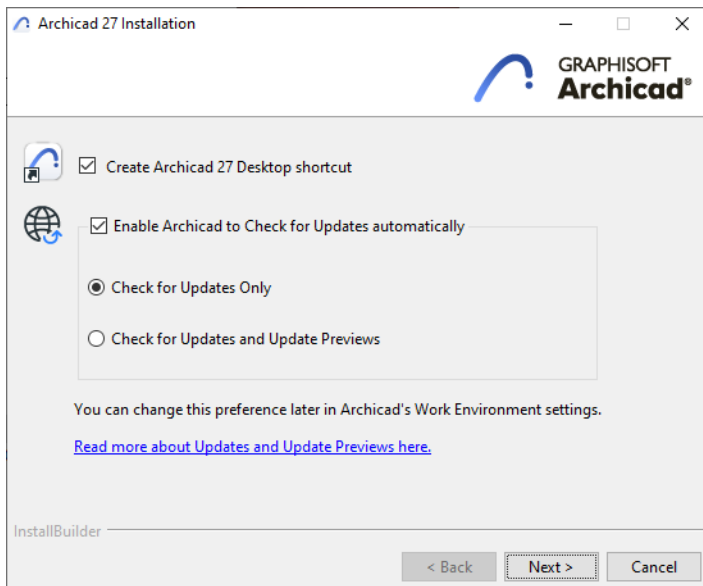 Archicad 27 Installation
GRAPHISOFT
Archicad®
Create Archicad 27 Desktop shortcut
Enable Archicad to Check for Updates automatically
Check for Updates Only
Check for Updates and Update Previews
You can change this preference later in Archicad's Work Environment settings.
Read more about Updates and Update Previews here.
InstallBuilder
< Back
Next >
Cancel